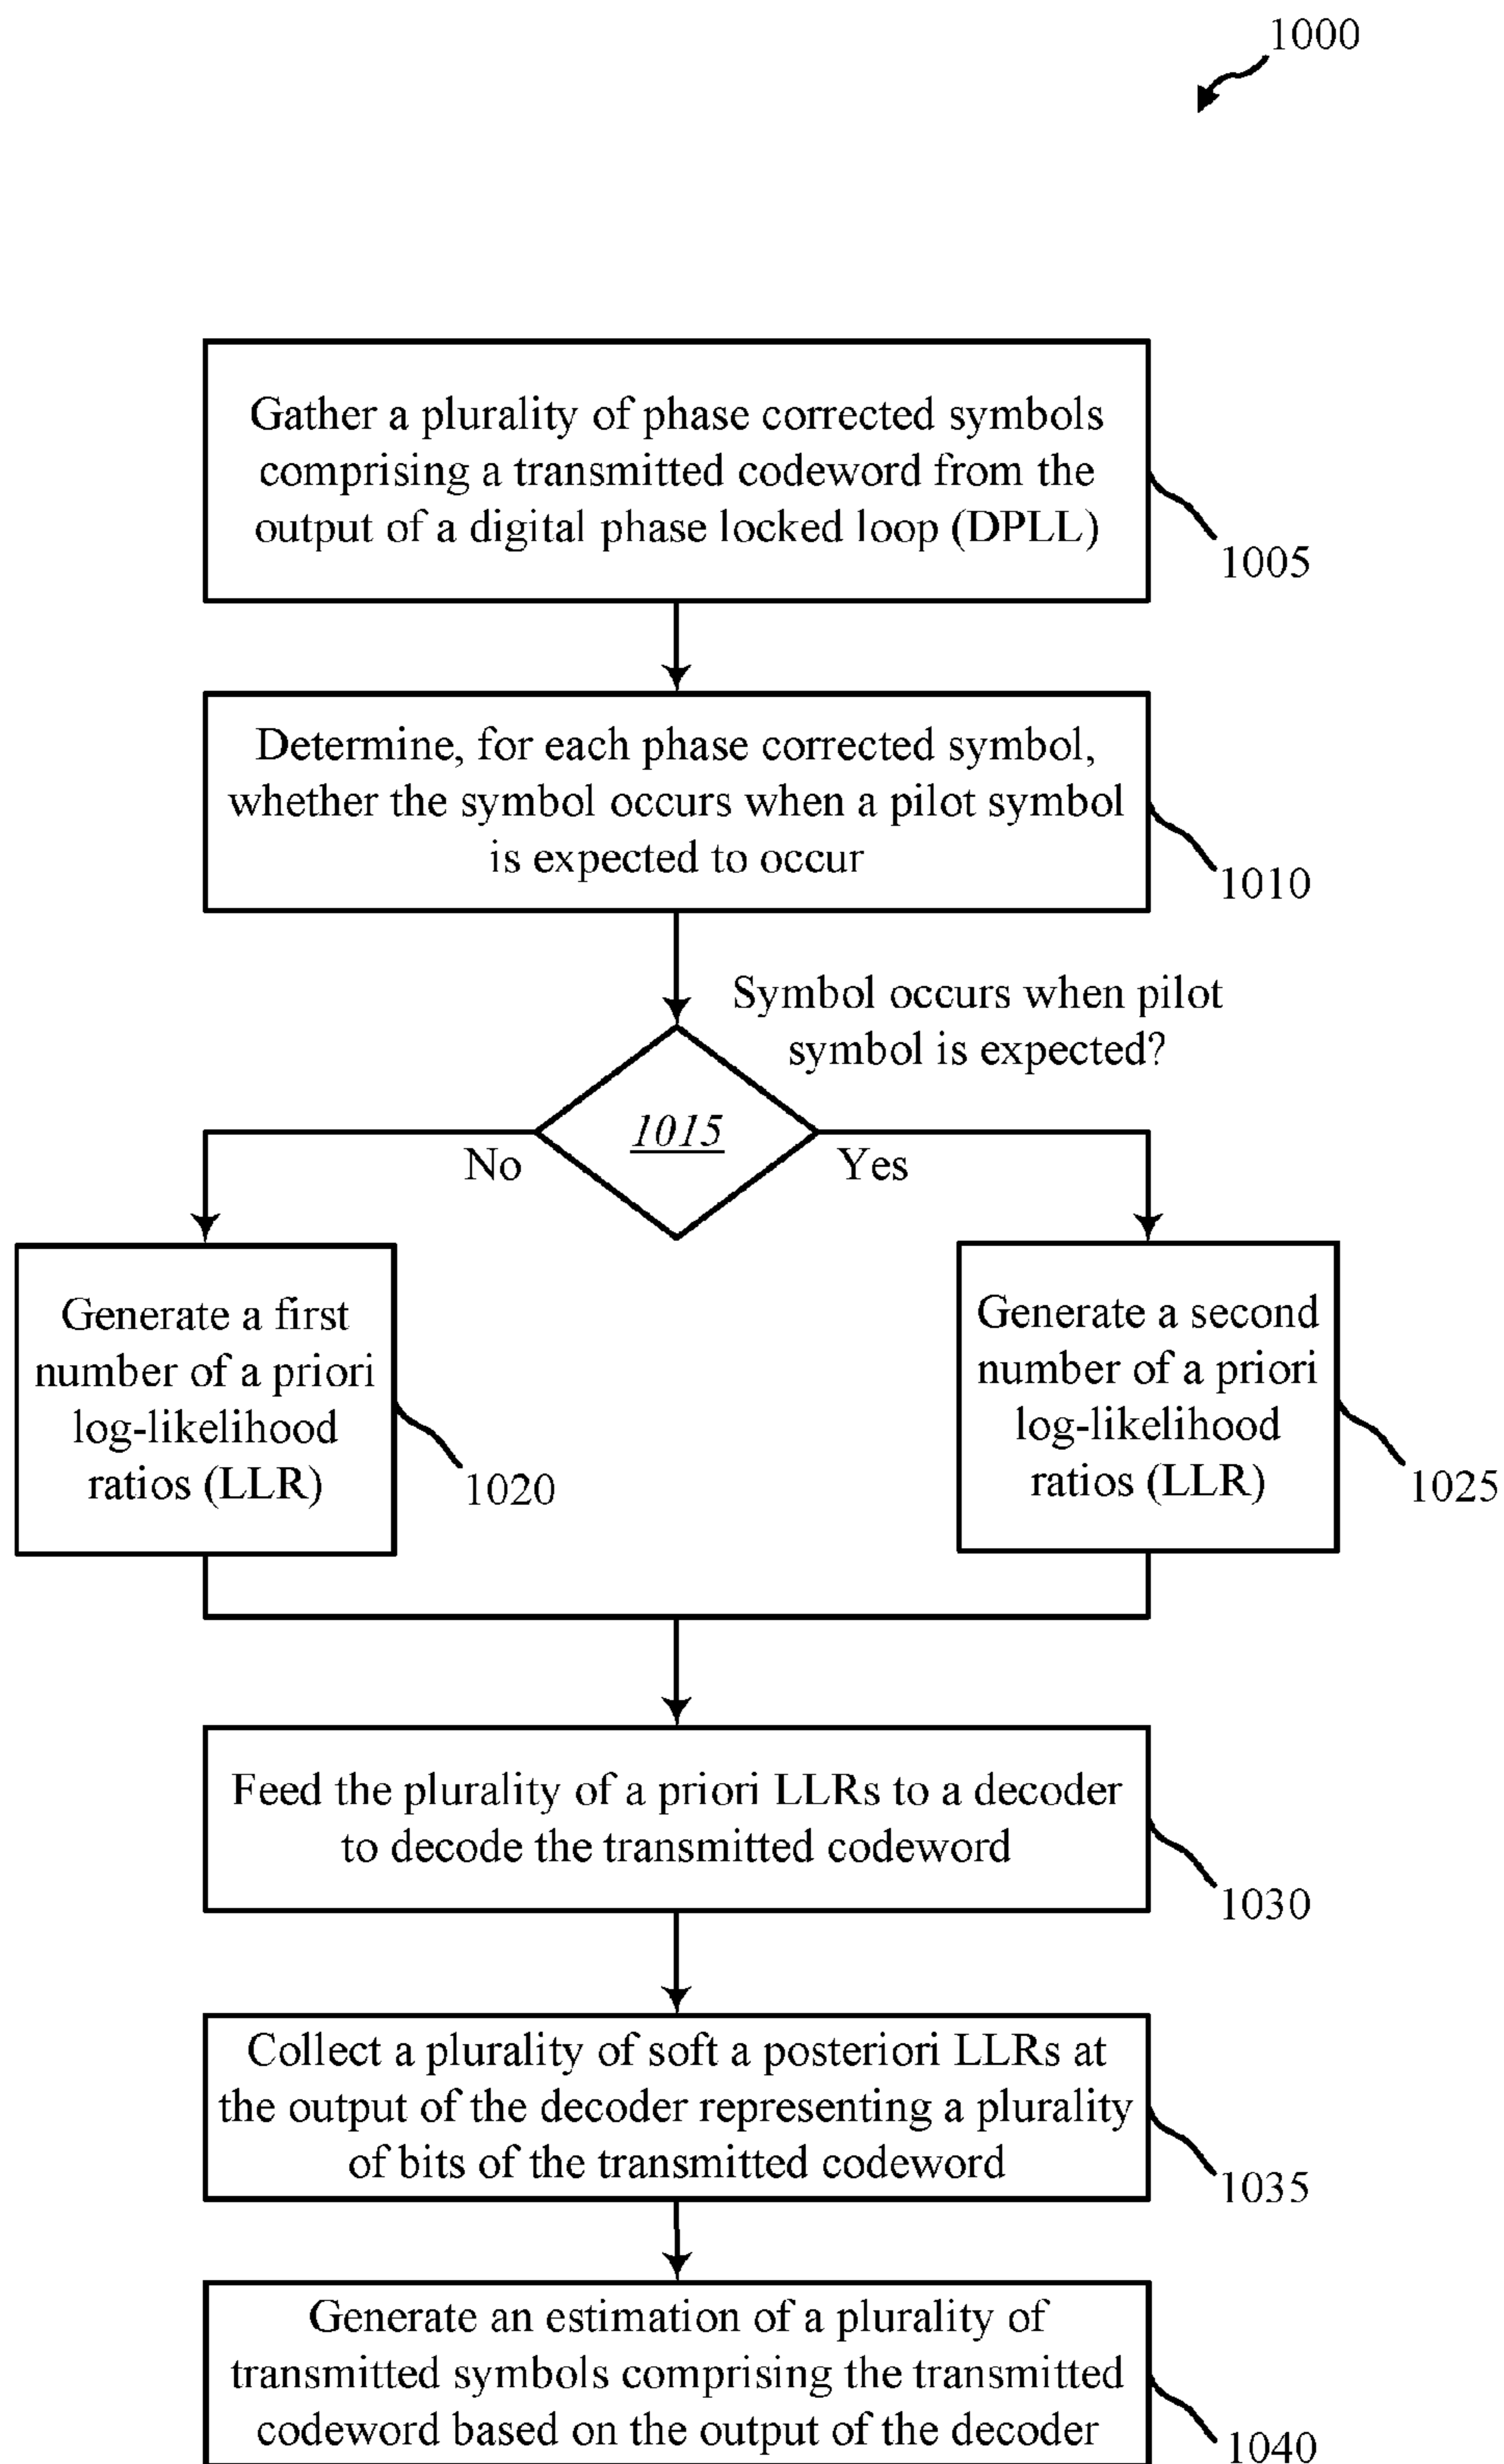 1000
Gather a plurality of phase corrected symbols
comprising a transmitted codeword from the
output of a digital phase locked loop (DPLL)
1005
Determine, for each phase corrected symbol,
whether the symbol occurs when a pilot symbol
is expected to occur
1010
Symbol occurs when pilot
symbol is expected?
1015
No
Yes
Generate a first
number of a priori
log-likelihood
ratios (LLR)
1020
Generate a second
number of a priori
log-likelihood
ratios (LLR)
1025
Feed the plurality of a priori LLRs to a decoder
to decode the transmitted codeword
1030
Collect a plurality of soft a posteriori LLRs at
the output of the decoder representing a plurality
of bits of the transmitted codeword
1035
Generate an estimation of a plurality of
transmitted symbols comprising the transmitted
codeword based on the output of the decoder
1040